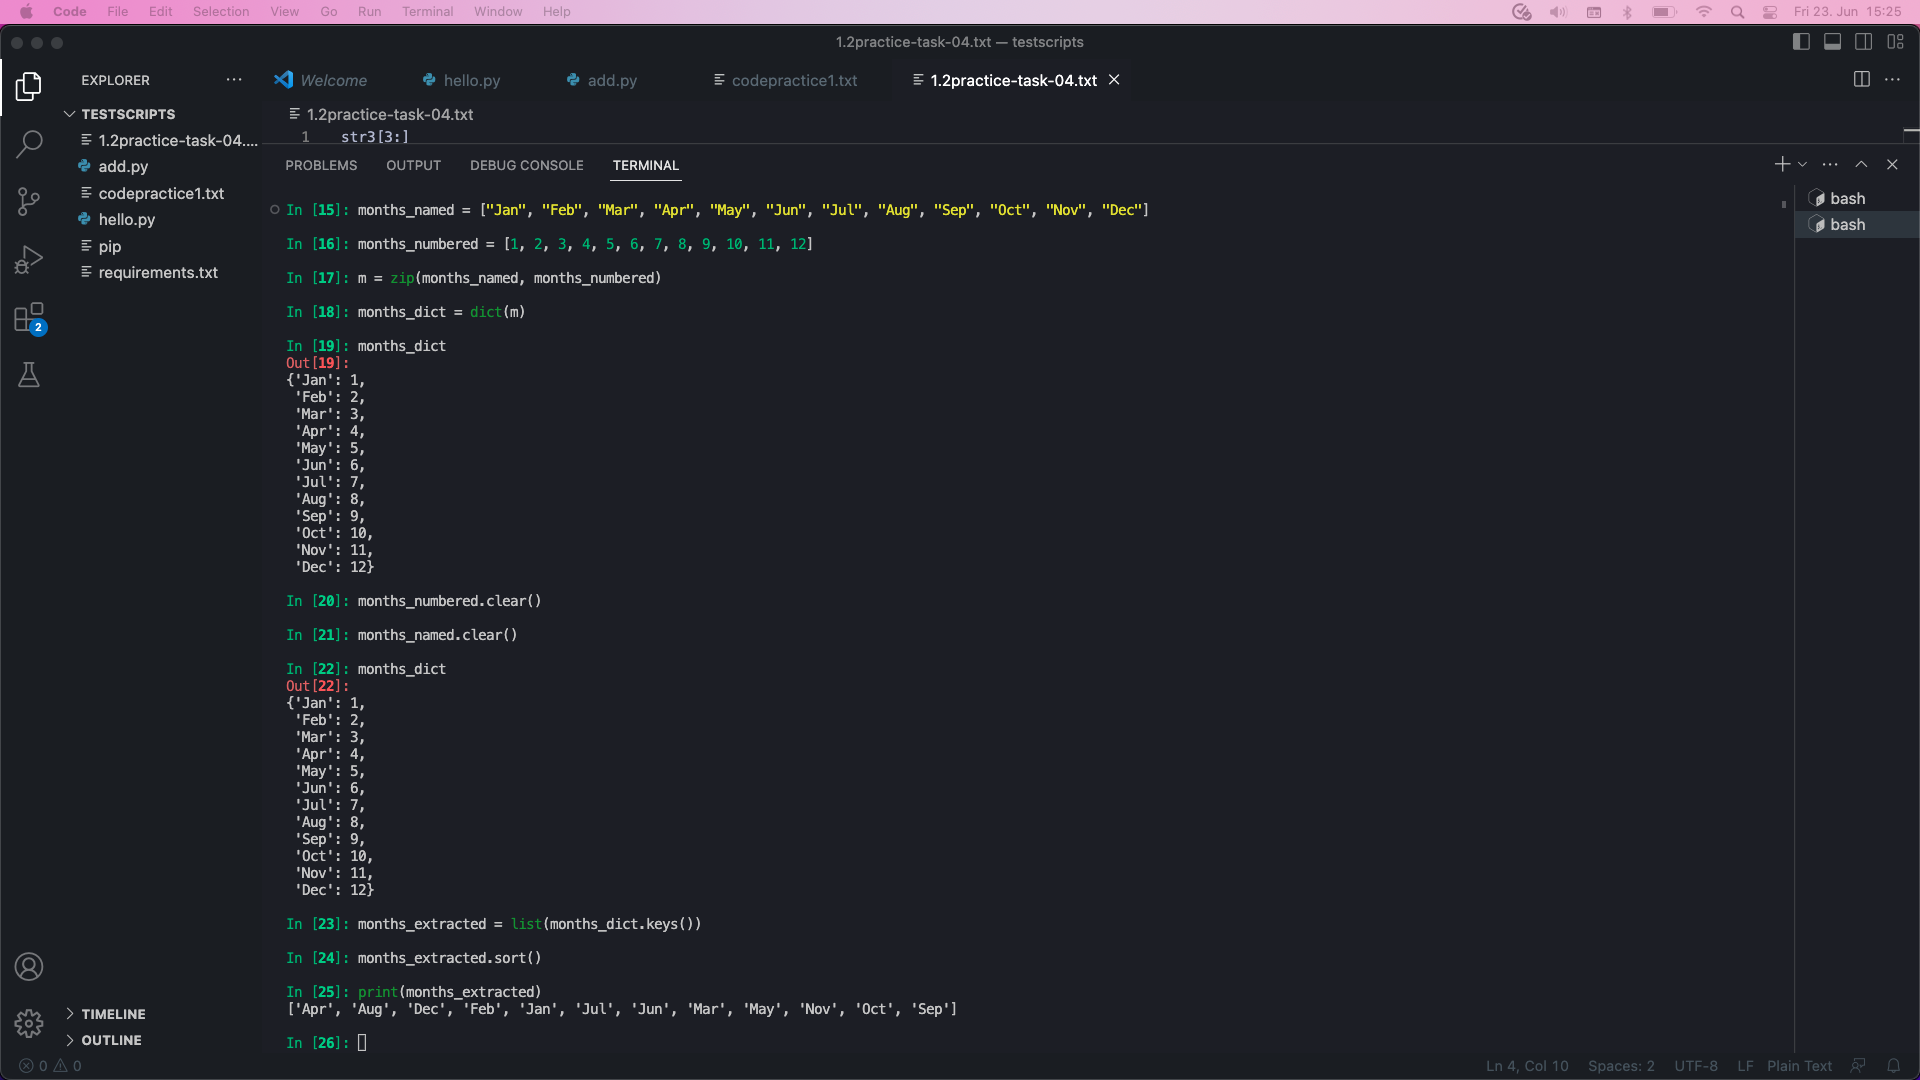 Code File Edit Selection View Go Run Terminal Window Help Fri 23. Jun 15:25
1.2practice-task-04.txt — testscripts
EXPLORER
Welcome hello.py add.py codepractice1.txt 1.2practice-task-04.txt
TESTSCRIPTS
1.2practice-task-04....
add.py
codepractice1.txt
hello.py
pip
requirements.txt
2
TIMELINE
OUTLINE
1.2practice-task-04.txt
1 str3[3:]
PROBLEMS OUTPUT DEBUG CONSOLE TERMINAL
bash
bash
In [15]: months_named = ["Jan", "Feb", "Mar", "Apr", "May", "Jun", "Jul", "Aug", "Sep", "Oct", "Nov", "Dec"]
In [16]: months_numbered = [1, 2, 3, 4, 5, 6, 7, 8, 9, 10, 11, 12]
In [17]: m = zip(months_named, months_numbered)
In [18]: months_dict = dict(m)
In [19]: months_dict
Out[19]:
{'Jan': 1,
'Feb': 2,
'Mar': 3,
'Apr': 4,
'May': 5,
'Jun': 6,
'Jul': 7,
'Aug': 8,
'Sep': 9,
'Oct': 10,
'Nov': 11,
'Dec': 12}
In [20]: months_numbered.clear()
In [21]: months_named.clear()
In [22]: months_dict
Out[22]:
{'Jan': 1,
'Feb': 2,
'Mar': 3,
'Apr': 4,
'May': 5,
'Jun': 6,
'Jul': 7,
'Aug': 8,
'Sep': 9,
'Oct': 10,
'Nov': 11,
'Dec': 12}
In [23]: months_extracted = list(months_dict.keys())
In [24]: months_extracted.sort()
In [25]: print(months_extracted)
['Apr', 'Aug', 'Dec', 'Feb', 'Jan', 'Jul', 'Jun', 'Mar', 'May', 'Nov', 'Oct', 'Sep']
In [26]:
0 0 Ln 4, Col 10 Spaces: 2 UTF-8 LF Plain Text